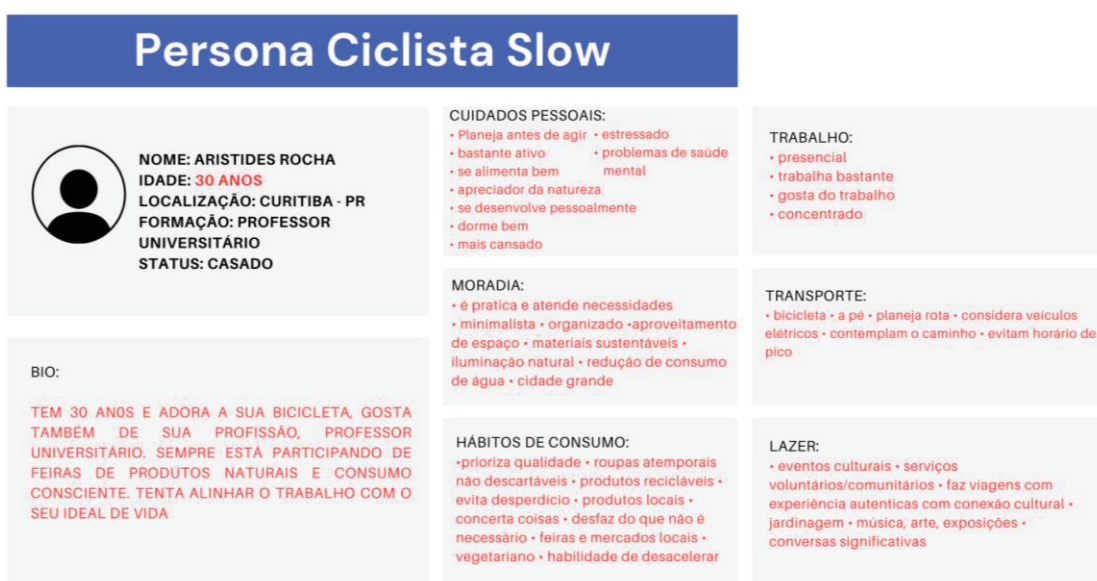 Persona Ciclista Slow
NOME: ARISTIDES ROCHA
IDADE: 30 ANOS
LOCALIZAÇÃO: CURITIBA - PR
FORMAÇÃO: PROFESSOR
UNIVERSITÁRIO
STATUS: CASADO
BIO:
TEM 30 ANOS E ADORA A SUA BICICLETA, GOSTA
TAMBÉM DE SUA PROFISSÃO, PROFESSOR
UNIVERSITÁRIO. SEMPRE ESTÁ PARTICIPANDO DE
FEIRAS DE PRODUTOS NATURAIS E CONSUMO
CONSCIENTE. TENTA ALINHAR O TRABALHO COM O
SEU IDEAL DE VIDA
CUIDADOS PESSOAIS:
• Planeja antes de agir • estressado
• bastante ativo • problemas de saúde
• se alimenta bem mental
• apreciador da natureza
• se desenvolve pessoalmente
• dorme bem
• mais cansado
MORADIA:
• é pratica e atende necessidades
• minimalista • organizado •aproveitamento
de espaço • materiais sustentáveis •
iluminação natural • redução de consumo
de água • cidade grande
HÁBITOS DE CONSUMO:
•prioriza qualidade • roupas atemporais
não descartáveis • produtos recicláveis •
evita desperdício • produtos locais •
concerta coisas • desfaz do que não é
necessário • feiras e mercados locais •
vegetariano • habilidade de desacelerar
TRABALHO:
• presencial
• trabalha bastante
• gosta do trabalho
• concentrado
TRANSPORTE:
• bicicleta • a pé • planeja rota • considera veículos
elétricos • contemplam o caminho • evitam horário de
pico
LAZER:
• eventos culturais • serviços
voluntários/comunitários • faz viagens com
experiência autenticas com conexão cultural •
jardinagem • música, arte, exposições •
conversas significativas